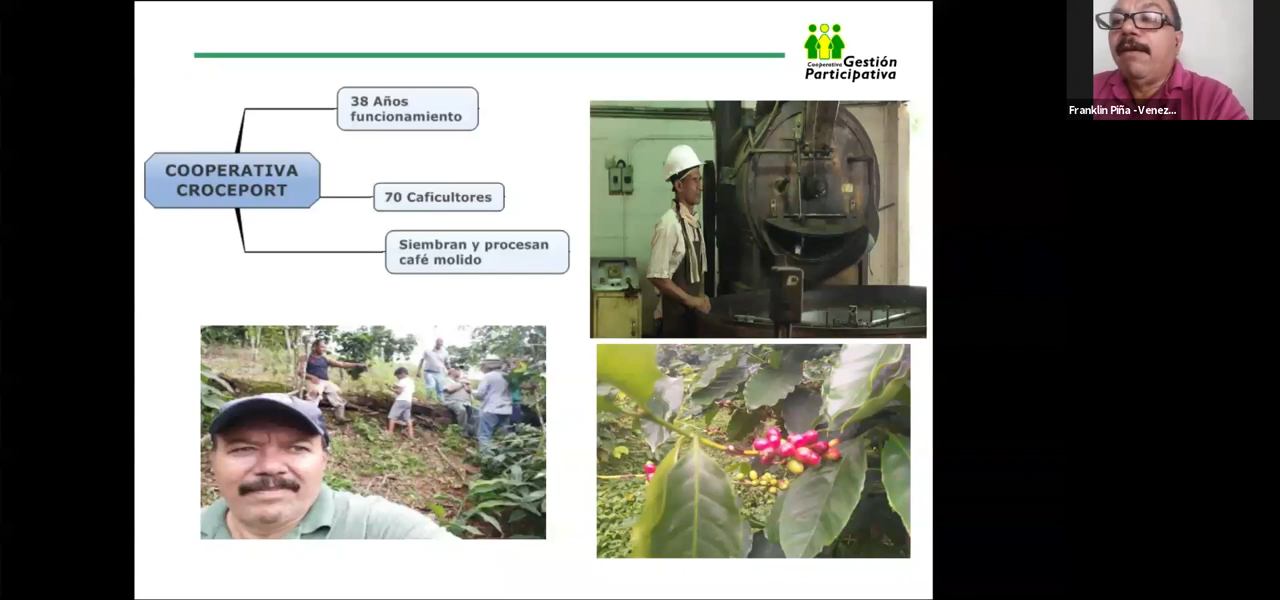 Cooperativa
Gestión
Participativa
38 Años
funcionamiento
COOPERATIVA
CROCEPORT
70 Caficultores
Siembran y procesan
café molido
Franklin Piña -Venez...